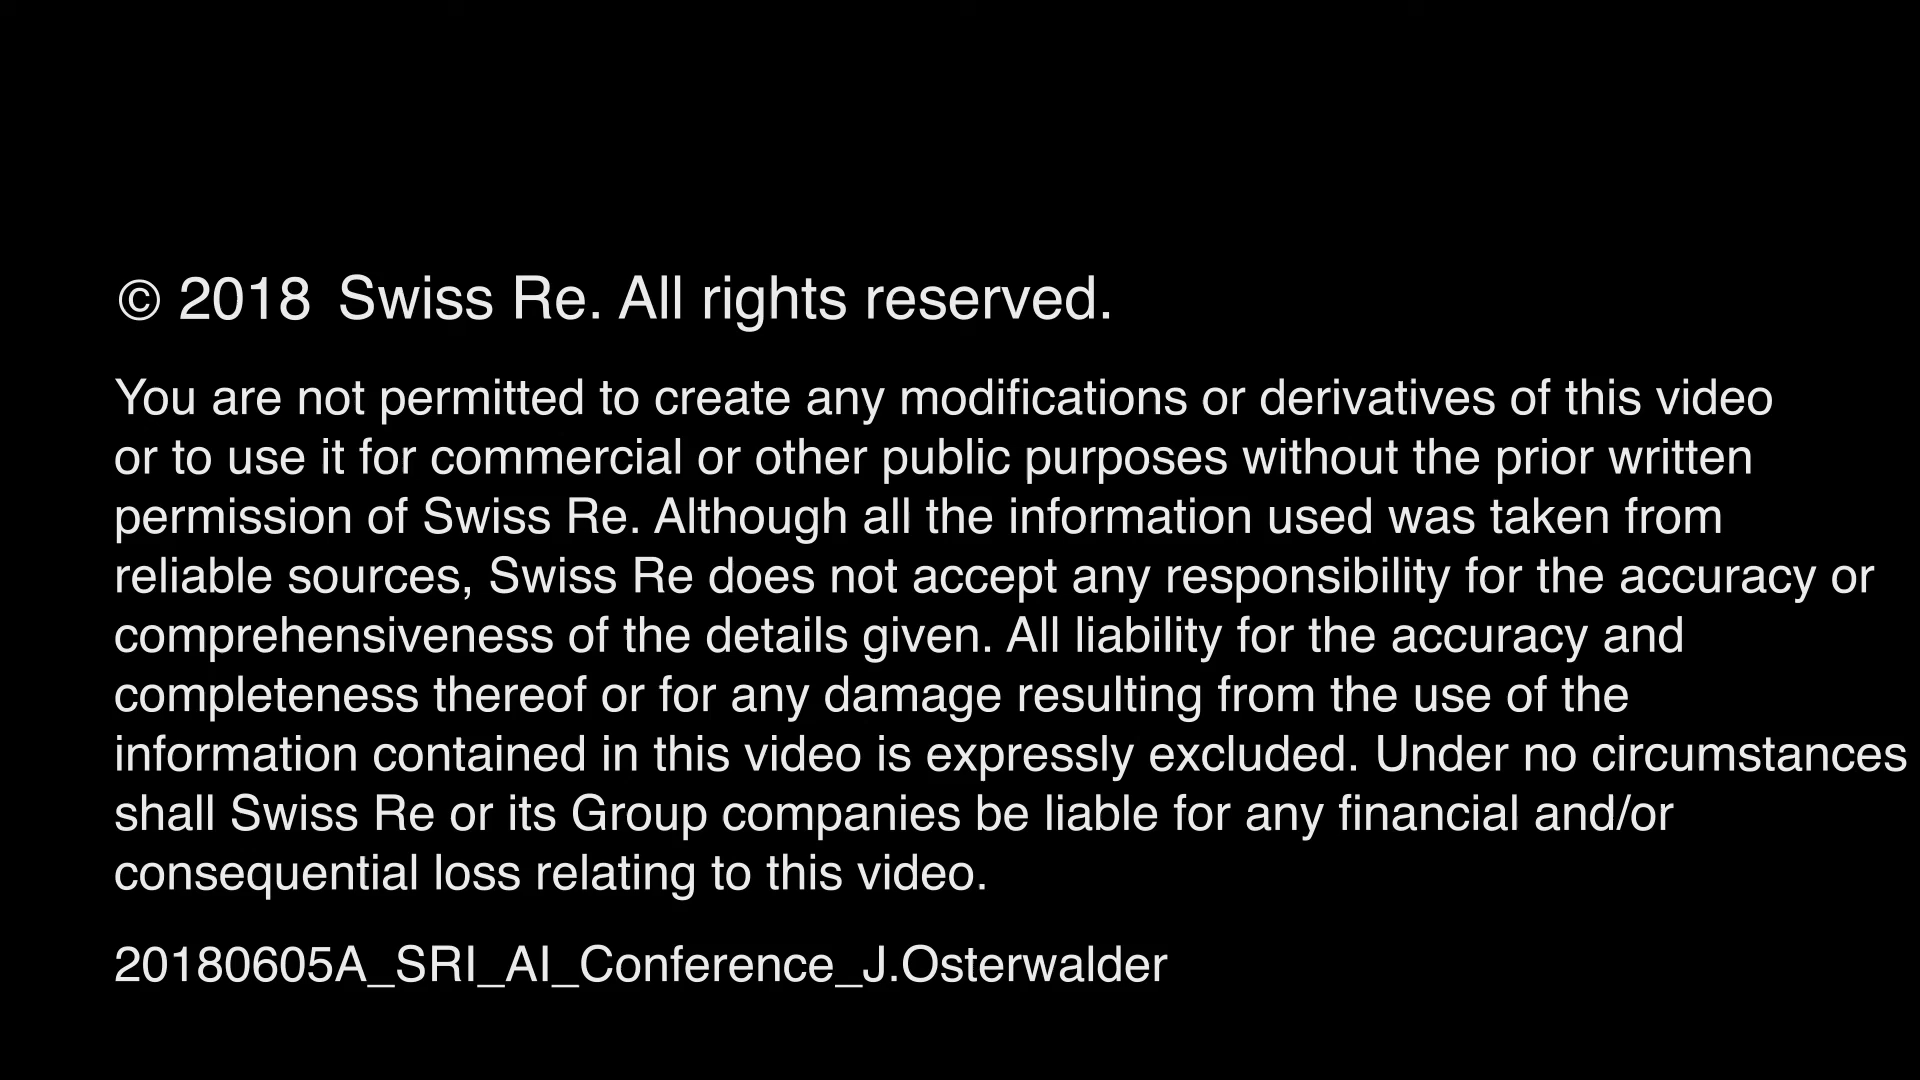 © 2018 Swiss Re. All rights reserved.
You are not permitted to create any modifications or derivatives of this video
or to use it for commercial or other public purposes without the prior written
permission of Swiss Re. Although all the information used was taken from
reliable sources, Swiss Re does not accept any responsibility for the accuracy or
comprehensiveness of the details given. All liability for the accuracy and
completeness thereof or for any damage resulting from the use of the
information contained in this video is expressly excluded. Under no circumstances
shall Swiss Re or its Group companies be liable for any financial and/or
consequential loss relating to this video.
20180605A_SRI_AI_Conference_J.Osterwalder